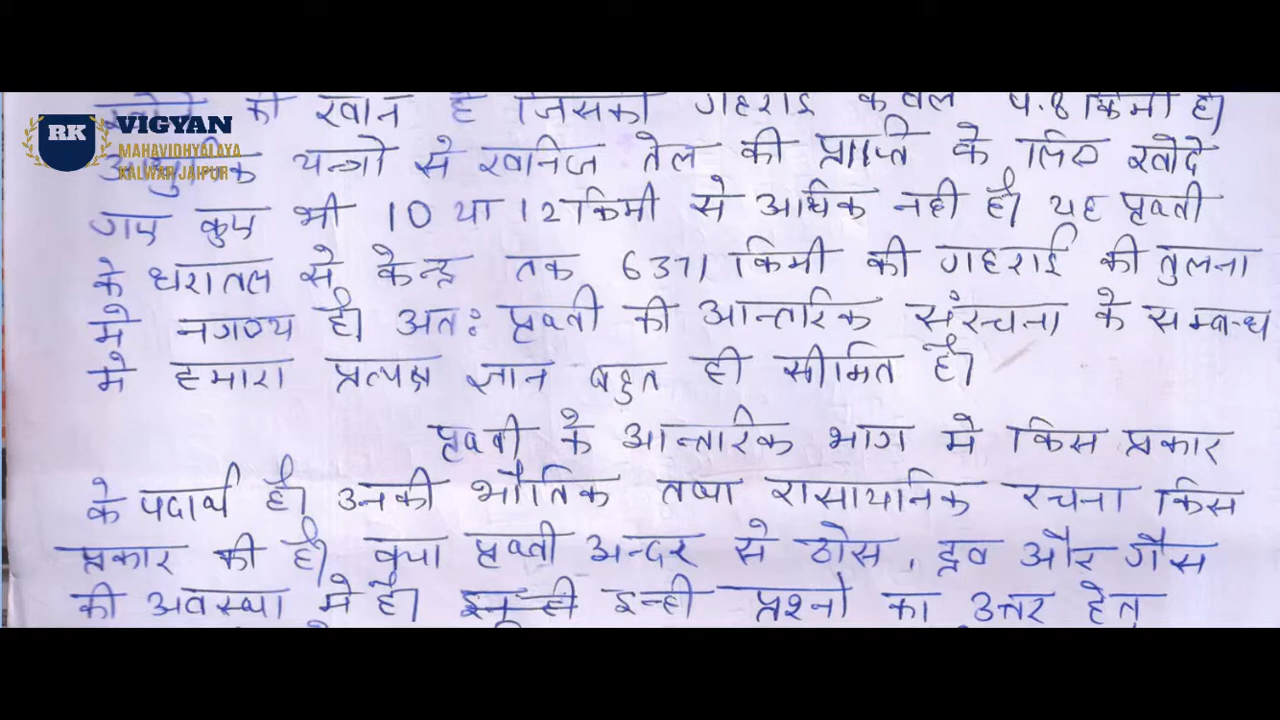 RK
VIGYAN
MAHAVIDHYALAYA
KALWAR JAIPUR
की खान है जिसकी गहराई केवल 4.8 किमी है।
यन्त्रो से खनिज तेल की प्राप्ति के लिए खोदे
गए कुए भी 10 या 12 किमी से अधिक नही है। यह पृथ्वी
के धरातल से केन्द्र तक 6371 किमी की गहराई की तुलना
मे नगण्य है। अतः पृथ्वी की आन्तरिक संरचना के सम्बन्ध
मे हमारा प्रत्यक्ष ज्ञान बहुत ही सीमित है।
पृथ्वी के आन्तरिक भाग मे किस प्रकार
के पदार्थ है। उनकी भौतिक तथा रासायनिक रचना किस
प्रकार की है। क्या पृथ्वी अन्दर से ठोस, द्रव और गैस
की अवस्था मे है। इन्ही प्रश्नो का उत्तर हेतु